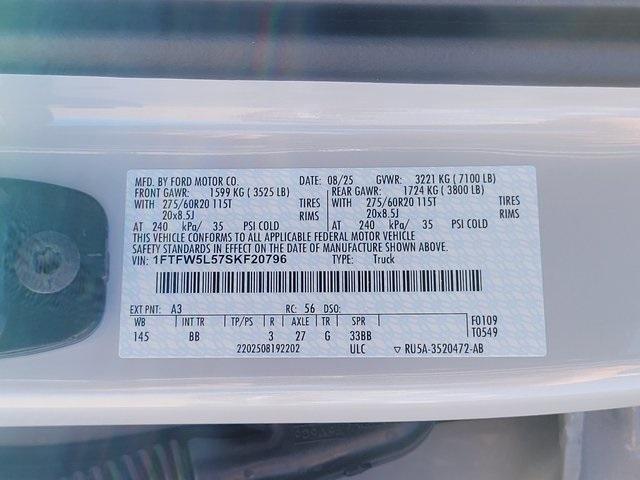 MFD. BY FORD MOTOR CO. DATE: 08/25 GVWR: 3221 KG ( 7100 LB)
FRONT GAWR: 1599 KG ( 3525 LB) REAR GAWR: 1724 KG ( 3800 LB)
WITH 275/60R20 115T TIRES WITH 275/60R20 115T TIRES
20x8.5J RIMS 20x8.5J RIMS
AT 240 kPa/ 35 PSI COLD AT 240 kPa/ 35 PSI COLD
THIS VEHICLE CONFORMS TO ALL APPLICABLE FEDERAL MOTOR VEHICLE
SAFETY STANDARDS IN EFFECT ON THE DATE OF MANUFACTURE SHOWN ABOVE.
1FTFW5L57SKF20796 TYPE: Truck
EXT PNT: A3 RC: 56 DSO:
WB INT TR TP/PS R AXLE TR SPR F0109
145 BB 3 27 G 33BB T0549
2202508192202 ULC ▽ RU5A-3520472-AB